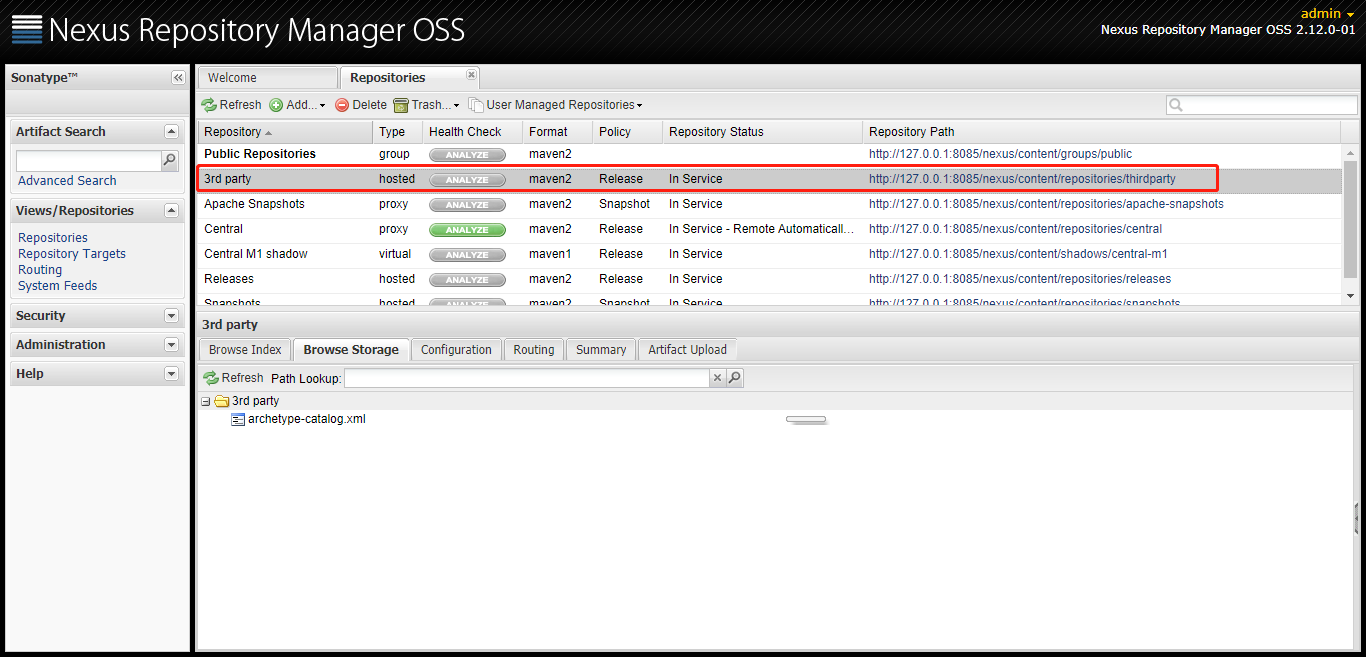 Nexus Repository Manager OSS
admin
Nexus Repository Manager OSS 2.12.0-01
Sonatype™
Welcome
Repositories
Refresh Add... Delete Trash... User Managed Repositories
Artifact Search
Advanced Search
Views/Repositories
Repositories
Repository Targets
Routing
System Feeds
Security
Administration
Help
Repository Type Health Check Format Policy Repository Status Repository Path
Public Repositories group ANALYZE maven2 http://127.0.0.1:8085/nexus/content/groups/public
3rd party hosted ANALYZE maven2 Release In Service http://127.0.0.1:8085/nexus/content/repositories/thirdparty
Apache Snapshots proxy ANALYZE maven2 Snapshot In Service http://127.0.0.1:8085/nexus/content/repositories/apache-snapshots
Central proxy ANALYZE maven2 Release In Service - Remote Automaticall... http://127.0.0.1:8085/nexus/content/repositories/central
Central M1 shadow virtual ANALYZE maven1 Release In Service http://127.0.0.1:8085/nexus/content/shadows/central-m1
Releases hosted ANALYZE maven2 Release In Service http://127.0.0.1:8085/nexus/content/repositories/releases
Snapshots hosted ANALYZE maven2 Snapshot In Service http://127.0.0.1:8085/nexus/content/repositories/snapshots
3rd party
Browse Index Browse Storage Configuration Routing Summary Artifact Upload
Refresh Path Lookup:
3rd party
archetype-catalog.xml